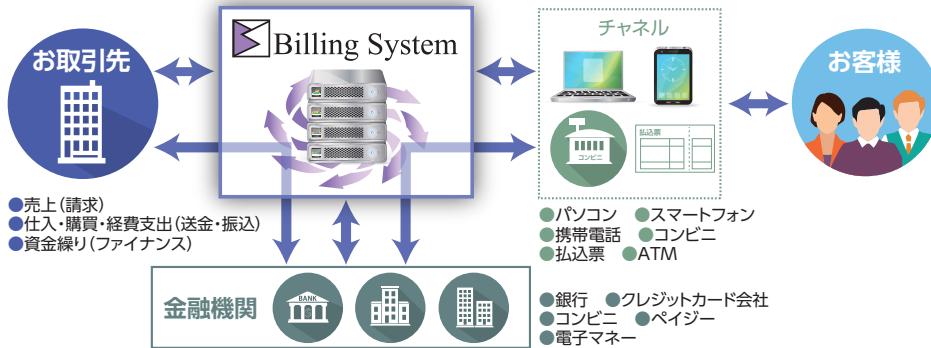 お取引先
Billing System
チャネル
お客様
払込票
コンビニ
●売上(請求)
●仕入・購買・経費支出(送金・振込)
●資金繰り(ファイナンス)
●パソコン ●スマートフォン
●携帯電話 ●コンビニ
●払込票 ●ATM
金融機関
BANK
●銀行 ●クレジットカード会社
●コンビニ ●ペイジー
●電子マネー